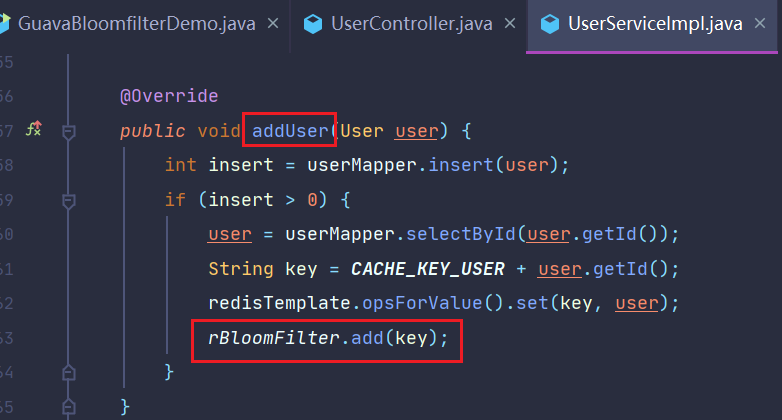 GuavaBloomfilterDemo.java × UserController.java × UserServiceImpl.java ×
55
56 @Override
57 public void addUser(User user) {
58 int insert = userMapper.insert(user);
59 if (insert > 0) {
60 user = userMapper.selectById(user.getId());
61 String key = CACHE_KEY_USER + user.getId();
62 redisTemplate.opsForValue().set(key, user);
63 rBloomFilter.add(key);
64 }
65 }